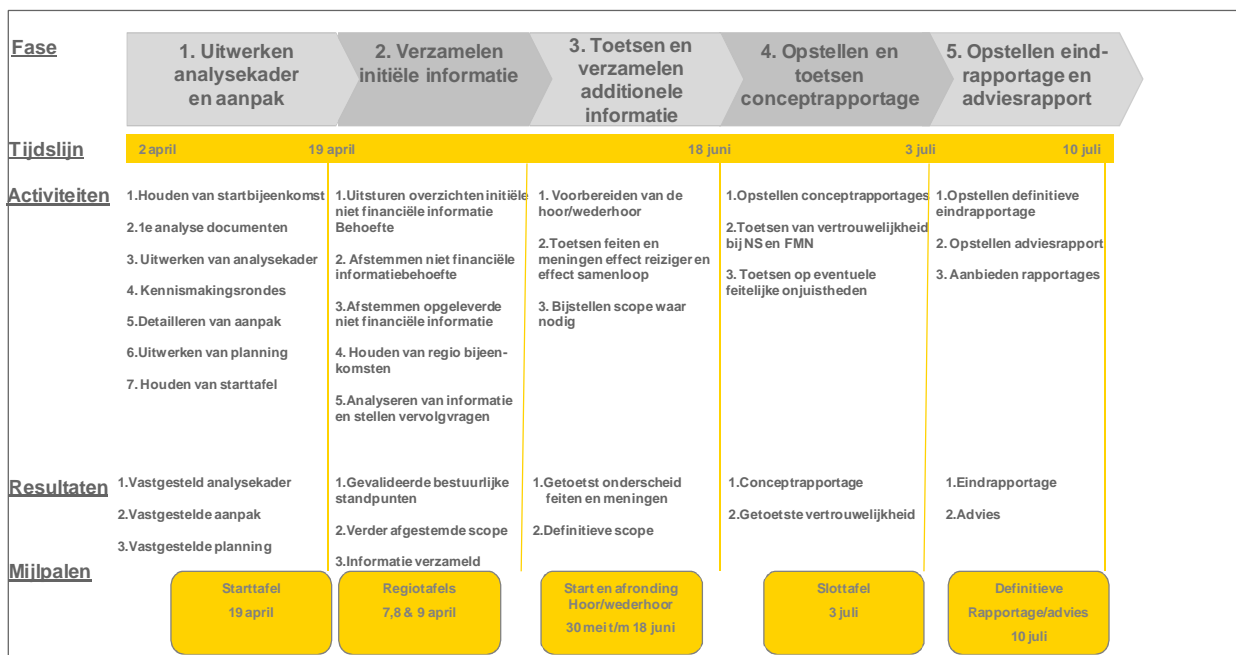 Fase
1. Uitwerken
analysekader
en aanpak
2. Verzamelen
initiële informatie
3. Toetsen en
verzamelen
additionele
informatie
4. Opstellen en
toetsen
conceptrapportage
5. Opstellen eind-
rapportage en
adviesrapport
Tijdslijn
2 april
19 april
18 juni
3 juli
10 juli
Activiteiten
1.Houden van startbijeenkomst
2.1e analyse documenten
3. Uitwerken van analysekader
4. Kennismakingsrondes
5.Detailleren van aanpak
6.Uitwerken van planning
7. Houden van starttafel
1.Uitsturen overzichten initiële
niet financiële informatie
Behoefte
2. Afstemmen niet financiële
informatiebehoefte
3.Afstemmen opgeleverde
niet financiële informatie
4. Houden van regio bijeen-
komsten
5.Analyseren van informatie
en stellen vervolgvragen
1. Voorbereiden van de
hoor/wederhoor
2.Toetsen feiten en
meningen effect reiziger en
effect samenloop
3. Bijstellen scope waar
nodig
1.Opstellen conceptrapportages
2.Toetsen van vertrouwelijkheid
bij NS en FMN
3. Toetsen op eventuele
feitelijke onjuistheden
1.Opstellen definitieve
eindrapportage
2. Opstellen adviesrapport
3. Aanbieden rapportages
Resultaten
1.Vastgesteld analysekader
2.Vastgestelde aanpak
3.Vastgestelde planning
1.Gevalideerde bestuurlijke
standpunten
2.Verder afgestemde scope
3.Informatie verzameld
1.Getoetst onderscheid
feiten en meningen
2.Definitieve scope
1.Conceptrapportage
2.Getoetste vertrouwelijkheid
1.Eindrapportage
2.Advies
Mijlpalen
Starttafel
19 april
Regiotafels
7,8 & 9 april
Start en afronding
Hoor/wederhoor
30 mei t/m 18 juni
Slottafel
3 juli
Definitieve
Rapportage/advies
10 juli